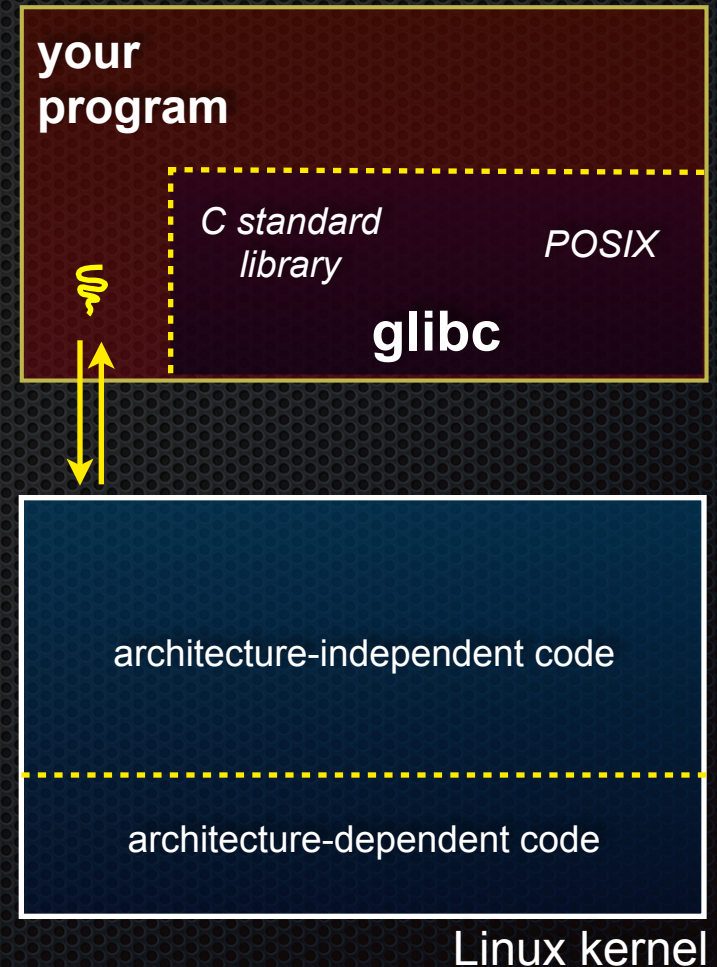 your
program
C standard
library
POSIX
glibc
architecture-independent code
architecture-dependent code
Linux kernel